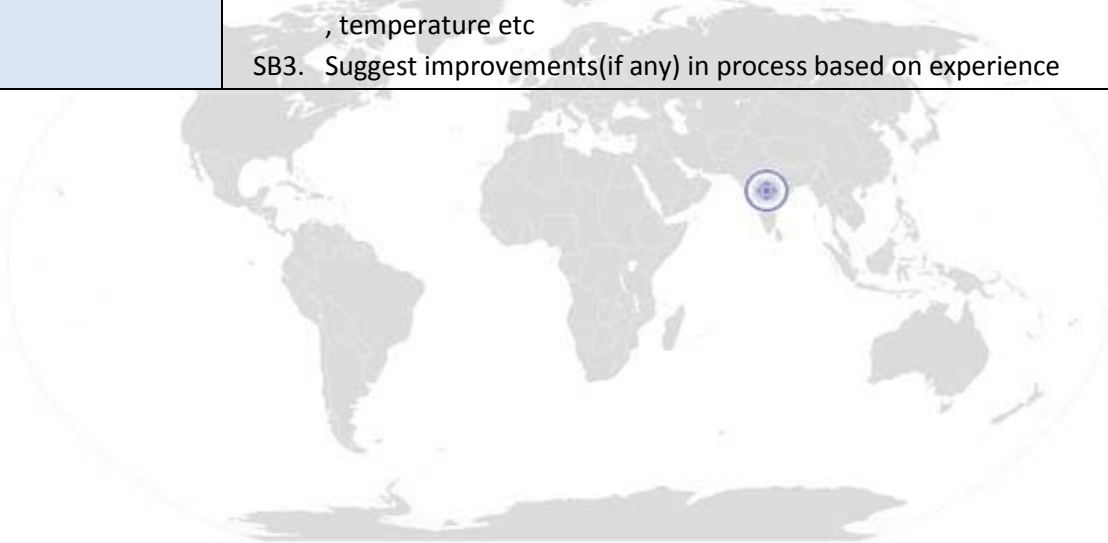 , temperature etc
SB3. Suggest improvements(if any) in process based on experience